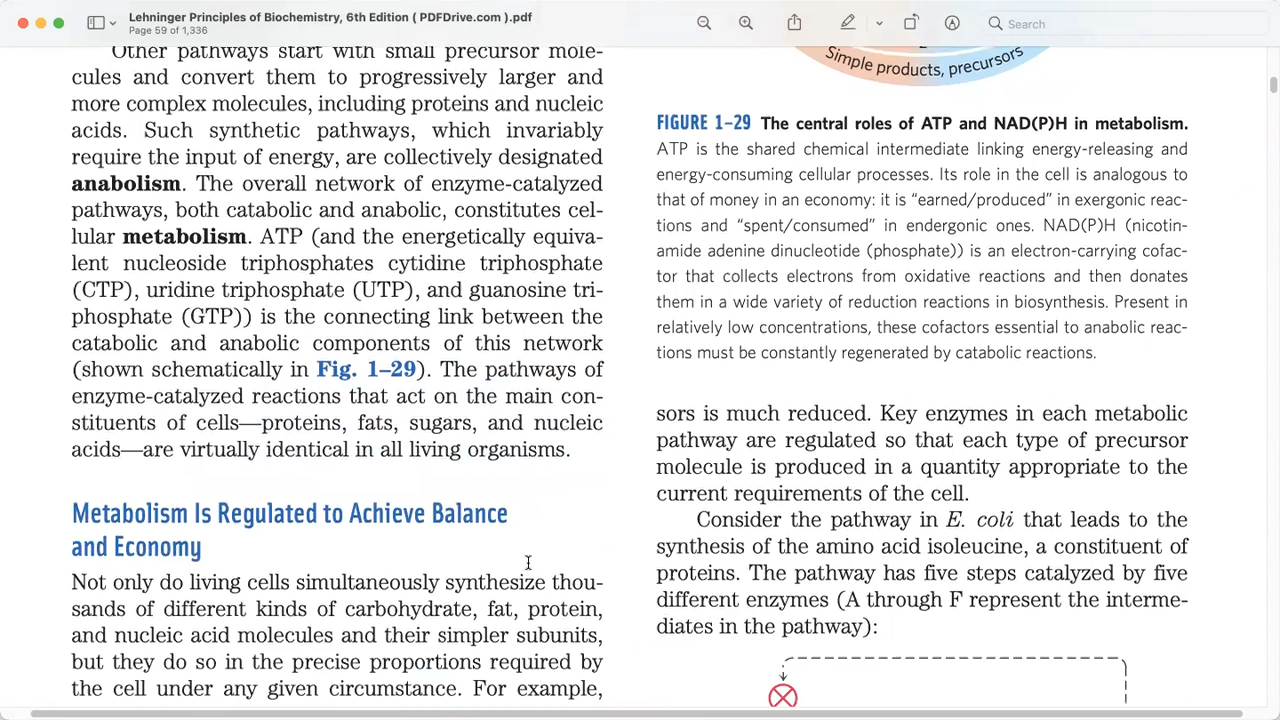 Lehninger Principles of Biochemistry, 6th Edition ( PDFDrive.com ).pdf
Page 59 of 1,336
Search
Other pathways start with small precursor mole-
cules and convert them to progressively larger and
more complex molecules, including proteins and nucleic
acids. Such synthetic pathways, which invariably
require the input of energy, are collectively designated
anabolism. The overall network of enzyme-catalyzed
pathways, both catabolic and anabolic, constitutes cel-
lular metabolism. ATP (and the energetically equiva-
lent nucleoside triphosphates cytidine triphosphate
(CTP), uridine triphosphate (UTP), and guanosine tri-
phosphate (GTP)) is the connecting link between the
catabolic and anabolic components of this network
(shown schematically in Fig. 1–29). The pathways of
enzyme-catalyzed reactions that act on the main con-
stituents of cells—proteins, fats, sugars, and nucleic
acids—are virtually identical in all living organisms.
Metabolism Is Regulated to Achieve Balance
and Economy
Not only do living cells simultaneously synthesize thou-
sands of different kinds of carbohydrate, fat, protein,
and nucleic acid molecules and their simpler subunits,
but they do so in the precise proportions required by
the cell under any given circumstance. For example,
Simple products, precursors
FIGURE 1–29 The central roles of ATP and NAD(P)H in metabolism.
ATP is the shared chemical intermediate linking energy-releasing and
energy-consuming cellular processes. Its role in the cell is analogous to
that of money in an economy: it is “earned/produced” in exergonic reac-
tions and “spent/consumed” in endergonic ones. NAD(P)H (nicotin-
amide adenine dinucleotide (phosphate)) is an electron-carrying cofac-
tor that collects electrons from oxidative reactions and then donates
them in a wide variety of reduction reactions in biosynthesis. Present in
relatively low concentrations, these cofactors essential to anabolic reac-
tions must be constantly regenerated by catabolic reactions.
sors is much reduced. Key enzymes in each metabolic
pathway are regulated so that each type of precursor
molecule is produced in a quantity appropriate to the
current requirements of the cell.
Consider the pathway in E. coli that leads to the
synthesis of the amino acid isoleucine, a constituent of
proteins. The pathway has five steps catalyzed by five
different enzymes (A through F represent the interme-
diates in the pathway):